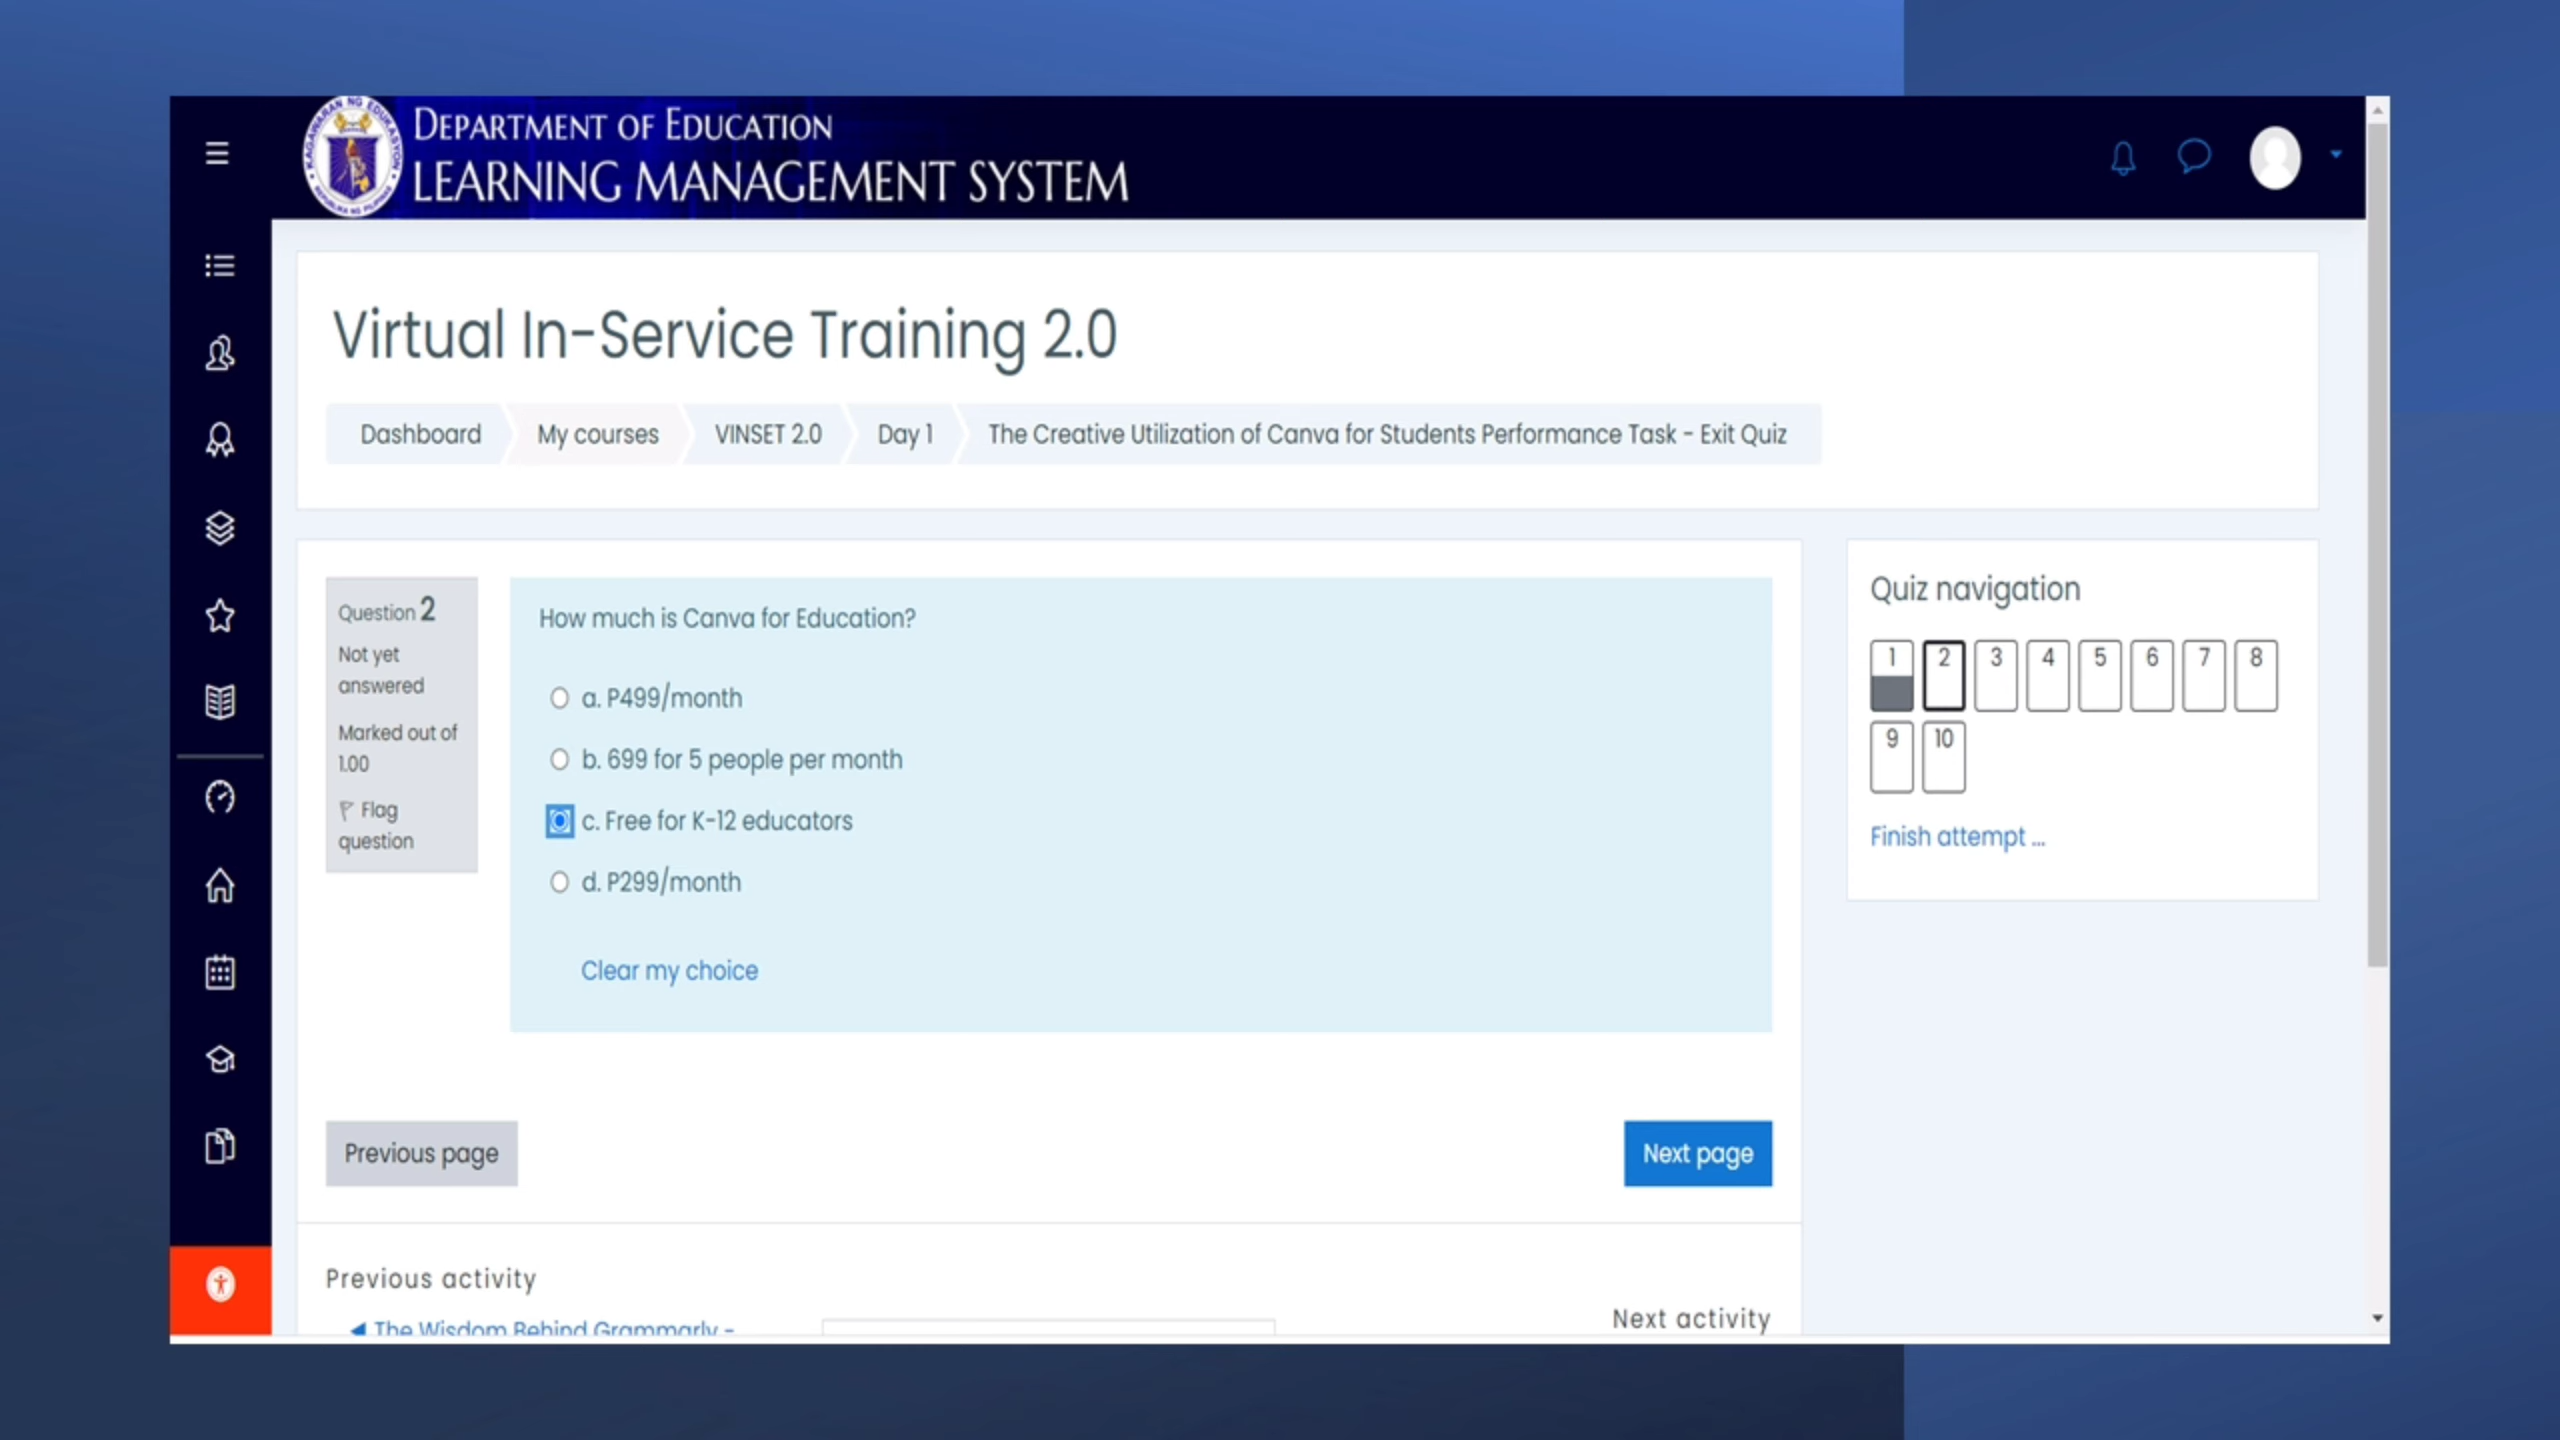 DEPARTMENT OF EDUCATION
LEARNING MANAGEMENT SYSTEM
Virtual In-Service Training 2.0
Dashboard
My courses
VINSET 2.0
Day 1
The Creative Utilization of Canva for Students Performance Task - Exit Quiz
Question 2
Not yet
answered
Marked out of
1.00
Flag
question
How much is Canva for Education?
a. P499/month
b. 699 for 5 people per month
c. Free for K-12 educators
d. P299/month
Clear my choice
Quiz navigation
1 2 3 4 5 6 7 8
9 10
Finish attempt ...
Previous page
Next page
Previous activity
The Wisdom Behind Grammarly -
Next activity